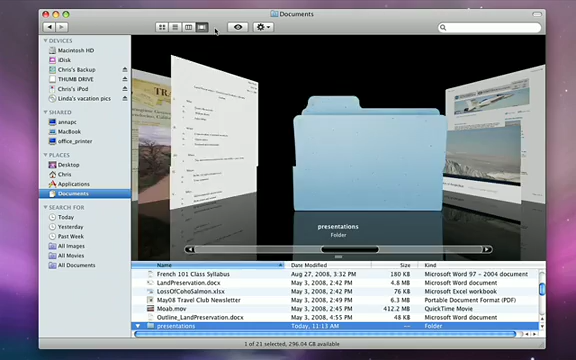 Documents
DEVICES
Macintosh HD
iDisk
Chris's Backup
THUMB DRIVE
Chris's iPod
Linda's vacation pics
SHARED
annapc
MacBook
office_printer
PLACES
Desktop
Chris
Applications
Documents
SEARCH FOR
Today
Yesterday
Past Week
All Images
All Movies
All Documents
presentations
Folder
Name Date Modified Size Kind
French 101 Class Syllabus Aug 27, 2008, 3:32 PM 180 KB Microsoft Word 97 - 2004 document
LandPreservation.docx May 3, 2008, 2:42 PM 4.8 MB Microsoft Word document
LossOfCohoSalmon.xlsx May 3, 2008, 2:42 PM 76 KB Microsoft Excel workbook
May08 Travel Club Newsletter May 3, 2008, 2:49 PM 6.3 MB Portable Document Format (PDF)
Moab.mov May 3, 2008, 2:41 PM 412.2 MB QuickTime Movie
Outline_LandPreservation.docx May 3, 2008, 2:44 PM 48 KB Microsoft Word document
presentations Today, 11:13 AM -- Folder
1 of 21 selected, 296.04 GB available